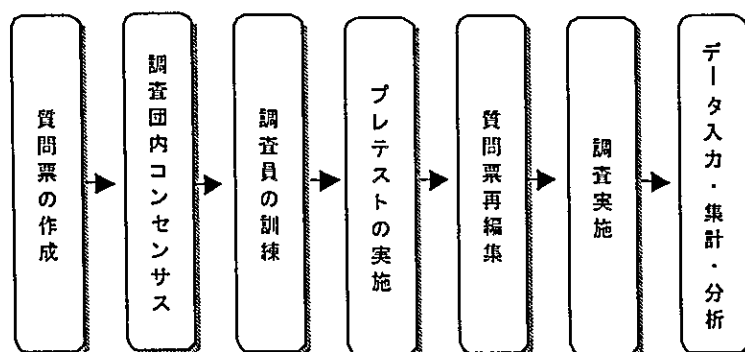 質問票の作成
調査団内コンセンサス
調査員の訓練
プレテストの実施
質問票再編集
調査実施
データ入力・集計・分析